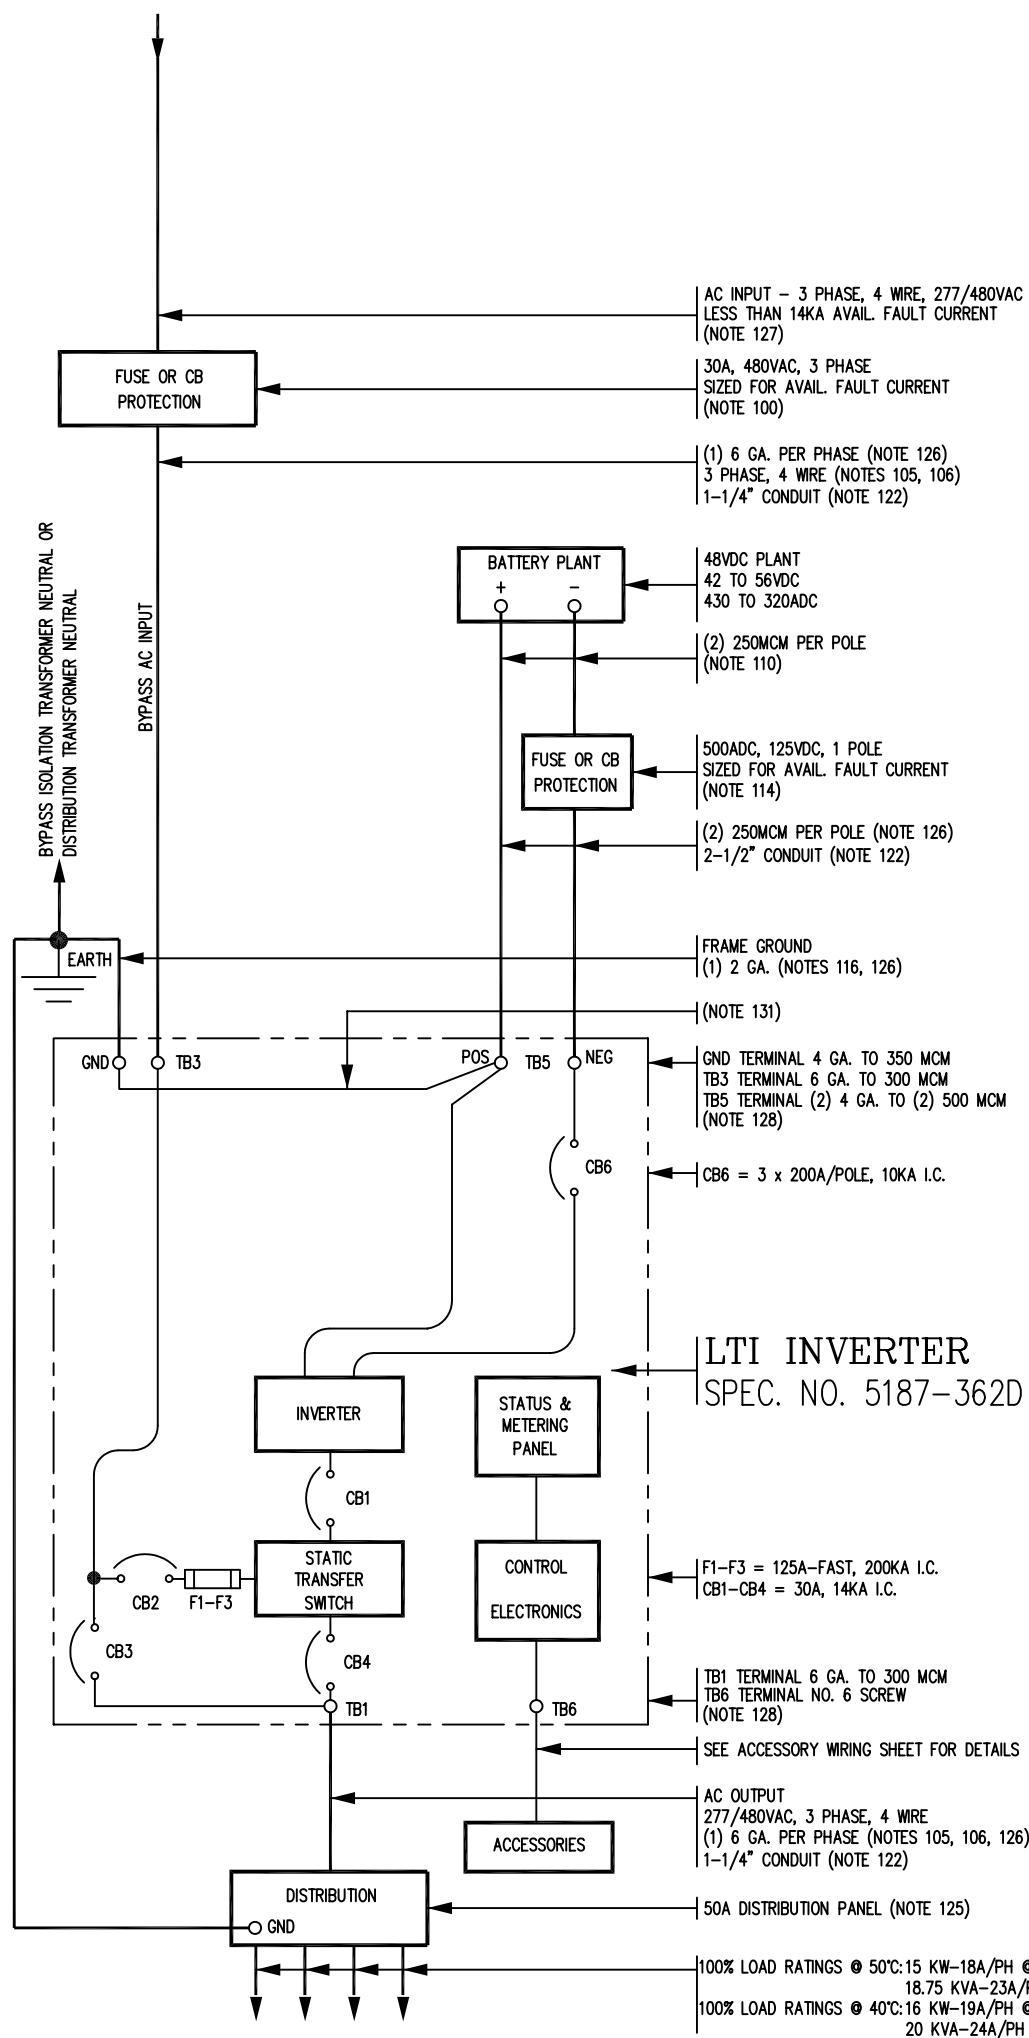 AC INPUT - 3 PHASE, 4 WIRE, 277/480VAC
LESS THAN 14KA AVAIL. FAULT CURRENT
(NOTE 127)
FUSE OR CB
PROTECTION
30A, 480VAC, 3 PHASE
SIZED FOR AVAIL. FAULT CURRENT
(NOTE 100)
(1) 6 GA. PER PHASE (NOTE 126)
3 PHASE, 4 WIRE (NOTES 105, 106)
1-1/4" CONDUIT (NOTE 122)
BYPASS ISOLATION TRANSFORMER NEUTRAL OR
DISTRIBUTION TRANSFORMER NEUTRAL
BYPASS AC INPUT
BATTERY PLANT
+ -
48VDC PLANT
42 TO 56VDC
430 TO 320ADC
(2) 250MCM PER POLE
(NOTE 110)
FUSE OR CB
PROTECTION
500ADC, 125VDC, 1 POLE
SIZED FOR AVAIL. FAULT CURRENT
(NOTE 114)
(2) 250MCM PER POLE (NOTE 126)
2-1/2" CONDUIT (NOTE 122)
EARTH
FRAME GROUND
(1) 2 GA. (NOTES 116, 126)
(NOTE 131)
GND TB3 POS TB5 NEG
GND TERMINAL 4 GA. TO 350 MCM
TB3 TERMINAL 6 GA. TO 300 MCM
TB5 TERMINAL (2) 4 GA. TO (2) 500 MCM
(NOTE 128)
CB6
CB6 = 3 x 200A/POLE, 10KA I.C.
LTI INVERTER
SPEC. NO. 5187-362D
INVERTER
STATUS &
METERING
PANEL
CB1
STATIC
TRANSFER
SWITCH
CONTROL
ELECTRONICS
F1-F3 = 125A-FAST, 200KA I.C.
CB1-CB4 = 30A, 14KA I.C.
CB2 F1-F3
CB3
CB4
TB1
TB6
TB1 TERMINAL 6 GA. TO 300 MCM
TB6 TERMINAL NO. 6 SCREW
(NOTE 128)
SEE ACCESSORY WIRING SHEET FOR DETAILS
AC OUTPUT
277/480VAC, 3 PHASE, 4 WIRE
(1) 6 GA. PER PHASE (NOTES 105, 106, 126)
1-1/4" CONDUIT (NOTE 122)
ACCESSORIES
DISTRIBUTION
GND
50A DISTRIBUTION PANEL (NOTE 125)
100% LOAD RATINGS @ 50°C: 15 KW-18A/PH @
18.75 KVA-23A/
100% LOAD RATINGS @ 40°C: 16 KW-19A/PH @
20 KVA-24A/PH